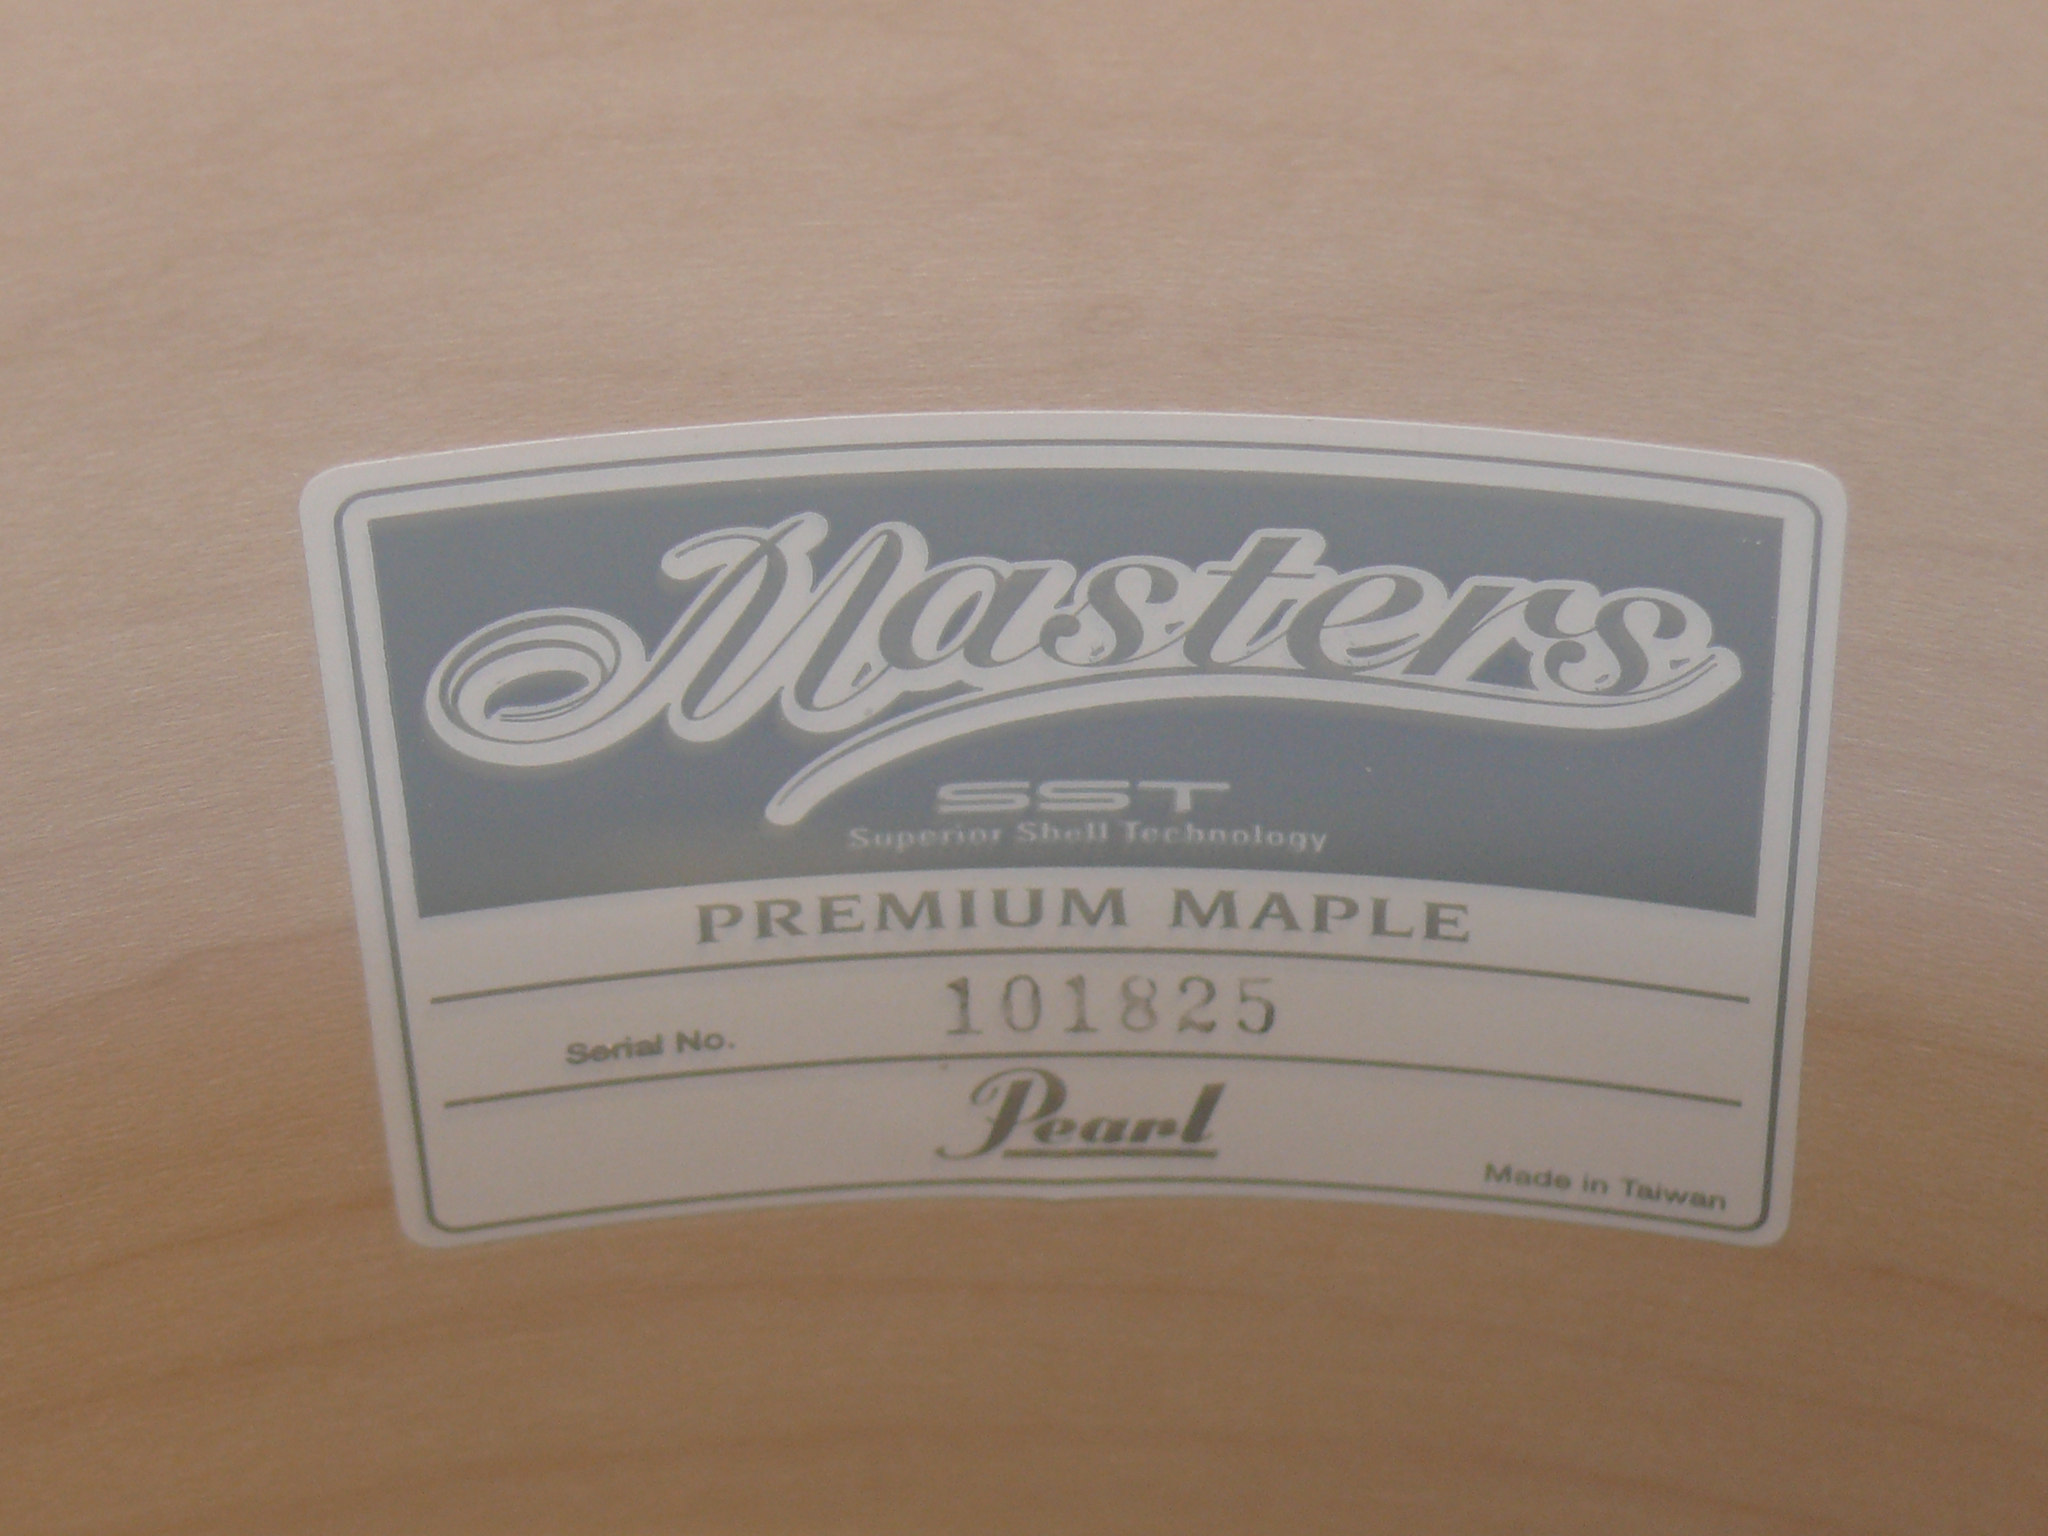 Masters
SST
Superior Shell Technology
PREMIUM MAPLE
Serial No. 101825
Pearl
Made in Taiwan